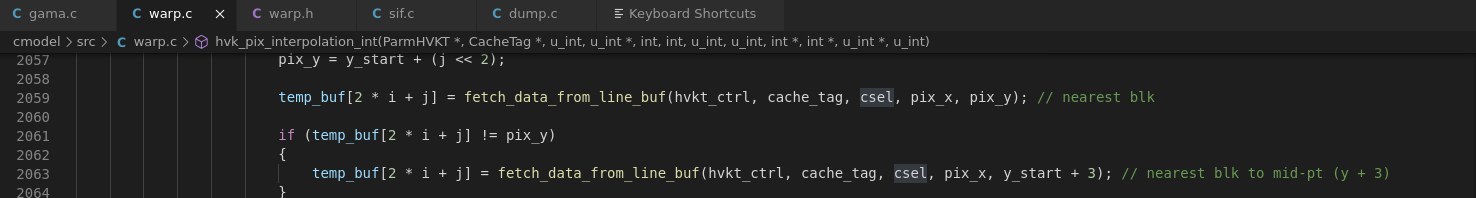 C gama.c C warp.c × C warp.h C sif.c C dump.c Keyboard Shortcuts
cmodel > src > C warp.c > hvk_pix_interpolation_int(ParmHVKT *, CacheTag *, u_int, u_int *, int, int, u_int, u_int, int *, int *, u_int *, u_int)
2057 pix_y = y_start + (j << 2);
2058
2059 temp_buf[2 * i + j] = fetch_data_from_line_buf(hvkt_ctrl, cache_tag, csel, pix_x, pix_y); // nearest blk
2060
2061 if (temp_buf[2 * i + j] != pix_y)
2062 {
2063 temp_buf[2 * i + j] = fetch_data_from_line_buf(hvkt_ctrl, cache_tag, csel, pix_x, y_start + 3); // nearest blk to mid-pt (y + 3)
2064 }